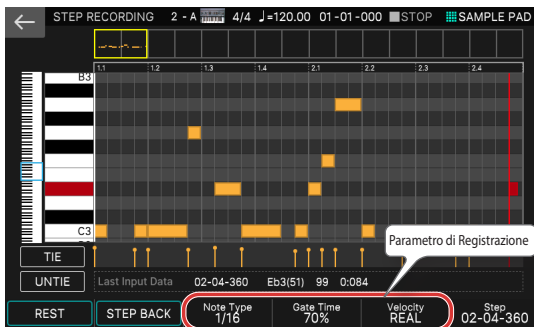 STEP RECORDING 2 - A 4/4 ♩=120.00 01-01-000 STOP SAMPLE PAD
1.1 1.2 1.3 1.4 2.1 2.2 2.3 2.4
B3
C3
Parametro di Registrazione
TIE
UNTIE Last Input Data 02-04-360 Eb3(51) 99 0:084
REST STEP BACK Note Type Gate Time Velocity Step
1/16 70% REAL 02-04-360